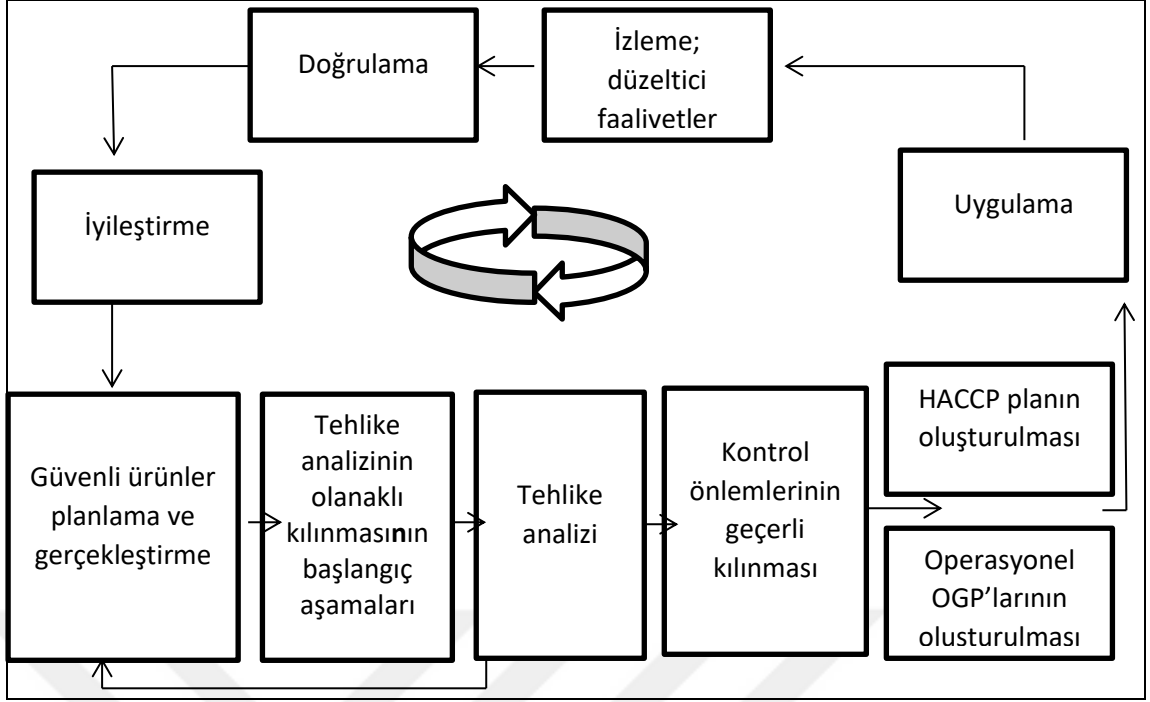 Doğrulama
İzleme;
düzeltici
faalivetler
İyileştirme
Uygulama
Güvenli ürünler
planlama ve
gerçekleştirme
Tehlike
analizinin
olanaklı
kılınmasının
başlangıç
aşamaları
Tehlike
analizi
Kontrol
önlemlerinin
geçerli
kılınması
HACCP planın
oluşturulması
Operasyonel
OGP’larının
olusturulması